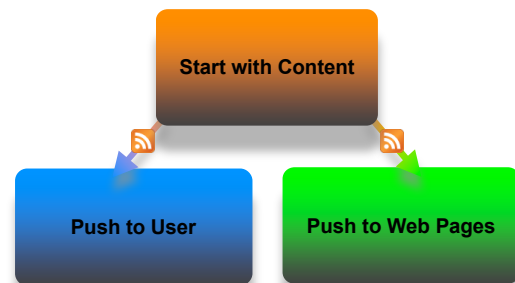 Start with Content
Push to User
Push to Web Pages